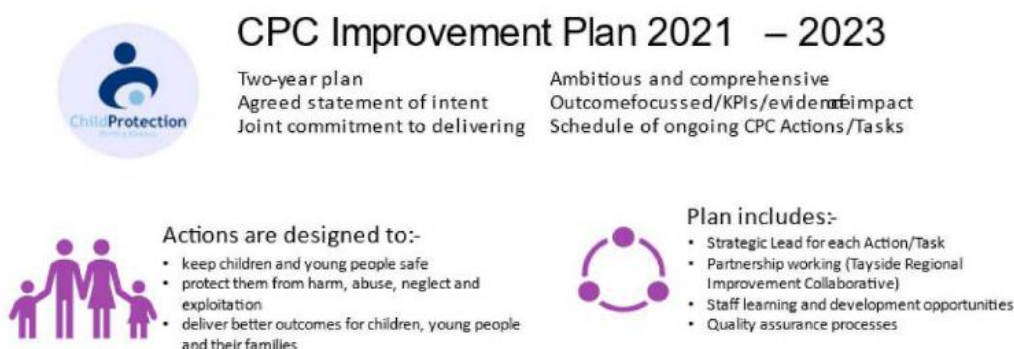 CPC Improvement Plan 2021 – 2023
Two-year plan
Agreed statement of intent
Joint commitment to delivering
Ambitious and comprehensive
Outcomefocussed/KPIs/evidence of impact
Schedule of ongoing CPC Actions/Tasks
ChildProtection
Actions are designed to:-
• keep children and young people safe
• protect them from harm, abuse, neglect and
exploitation
• deliver better outcomes for children, young people
and their families
Plan includes:-
• Strategic Lead for each Action/Task
• Partnership working (Tayside Regional
Improvement Collaborative)
• Staff learning and development opportunities
• Quality assurance processes